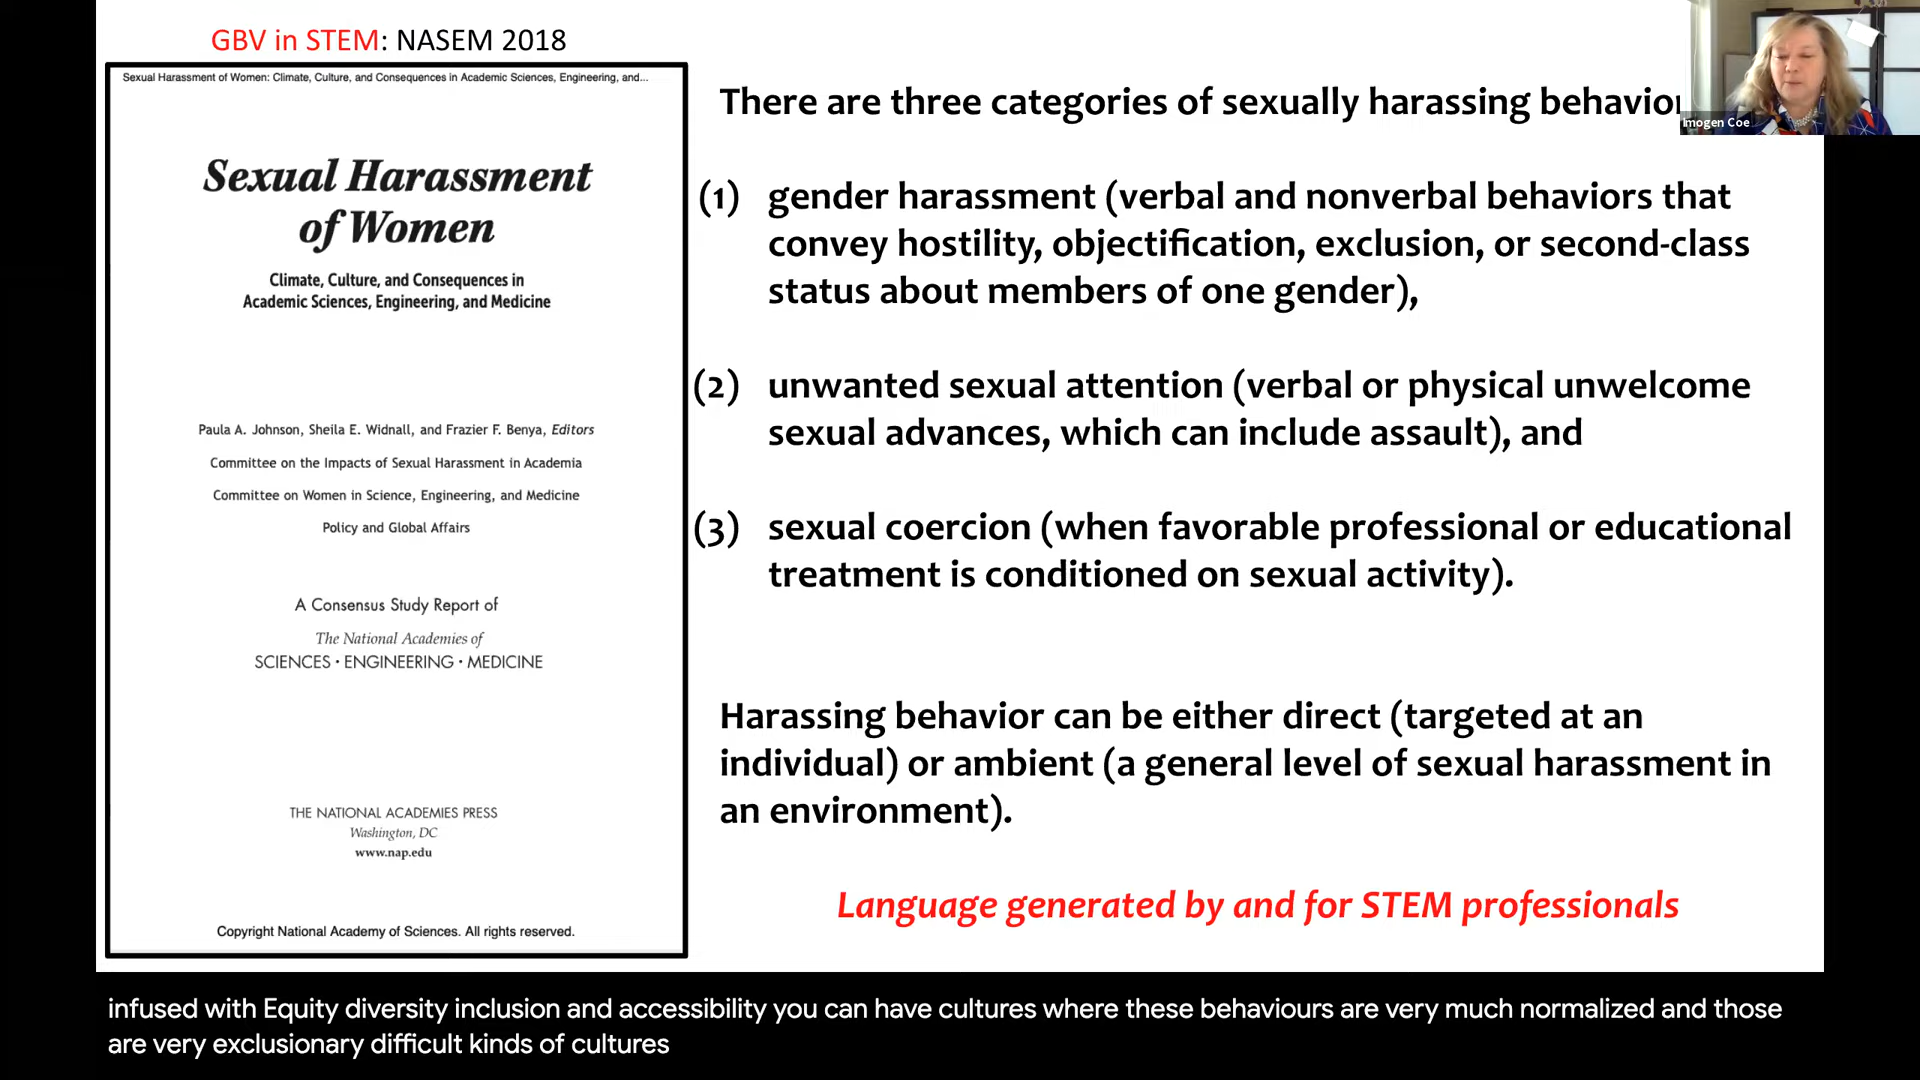 GBV in STEM: NASEM 2018
Sexual Harassment of Women: Climate, Culture, and Consequences in Academic Sciences, Engineering, and...
Sexual Harassment
of Women
Climate, Culture, and Consequences in
Academic Sciences, Engineering, and Medicine
Paula A. Johnson, Sheila E. Widnall, and Frazier F. Benya, Editors
Committee on the Impacts of Sexual Harassment in Academia
Committee on Women in Science, Engineering, and Medicine
Policy and Global Affairs
A Consensus Study Report of
The National Academies of
SCIENCES · ENGINEERING · MEDICINE
THE NATIONAL ACADEMIES PRESS
Washington, DC
www.nap.edu
Copyright National Academy of Sciences. All rights reserved.
There are three categories of sexually harassing behavior
(1) gender harassment (verbal and nonverbal behaviors that
convey hostility, objectification, exclusion, or second-class
status about members of one gender),
(2) unwanted sexual attention (verbal or physical unwelcome
sexual advances, which can include assault), and
(3) sexual coercion (when favorable professional or educational
treatment is conditioned on sexual activity).
Harassing behavior can be either direct (targeted at an
individual) or ambient (a general level of sexual harassment in
an environment).
Language generated by and for STEM professionals
Imogen Coe
infused with Equity diversity inclusion and accessibility you can have cultures where these behaviours are very much normalized and those
are very exclusionary difficult kinds of cultures